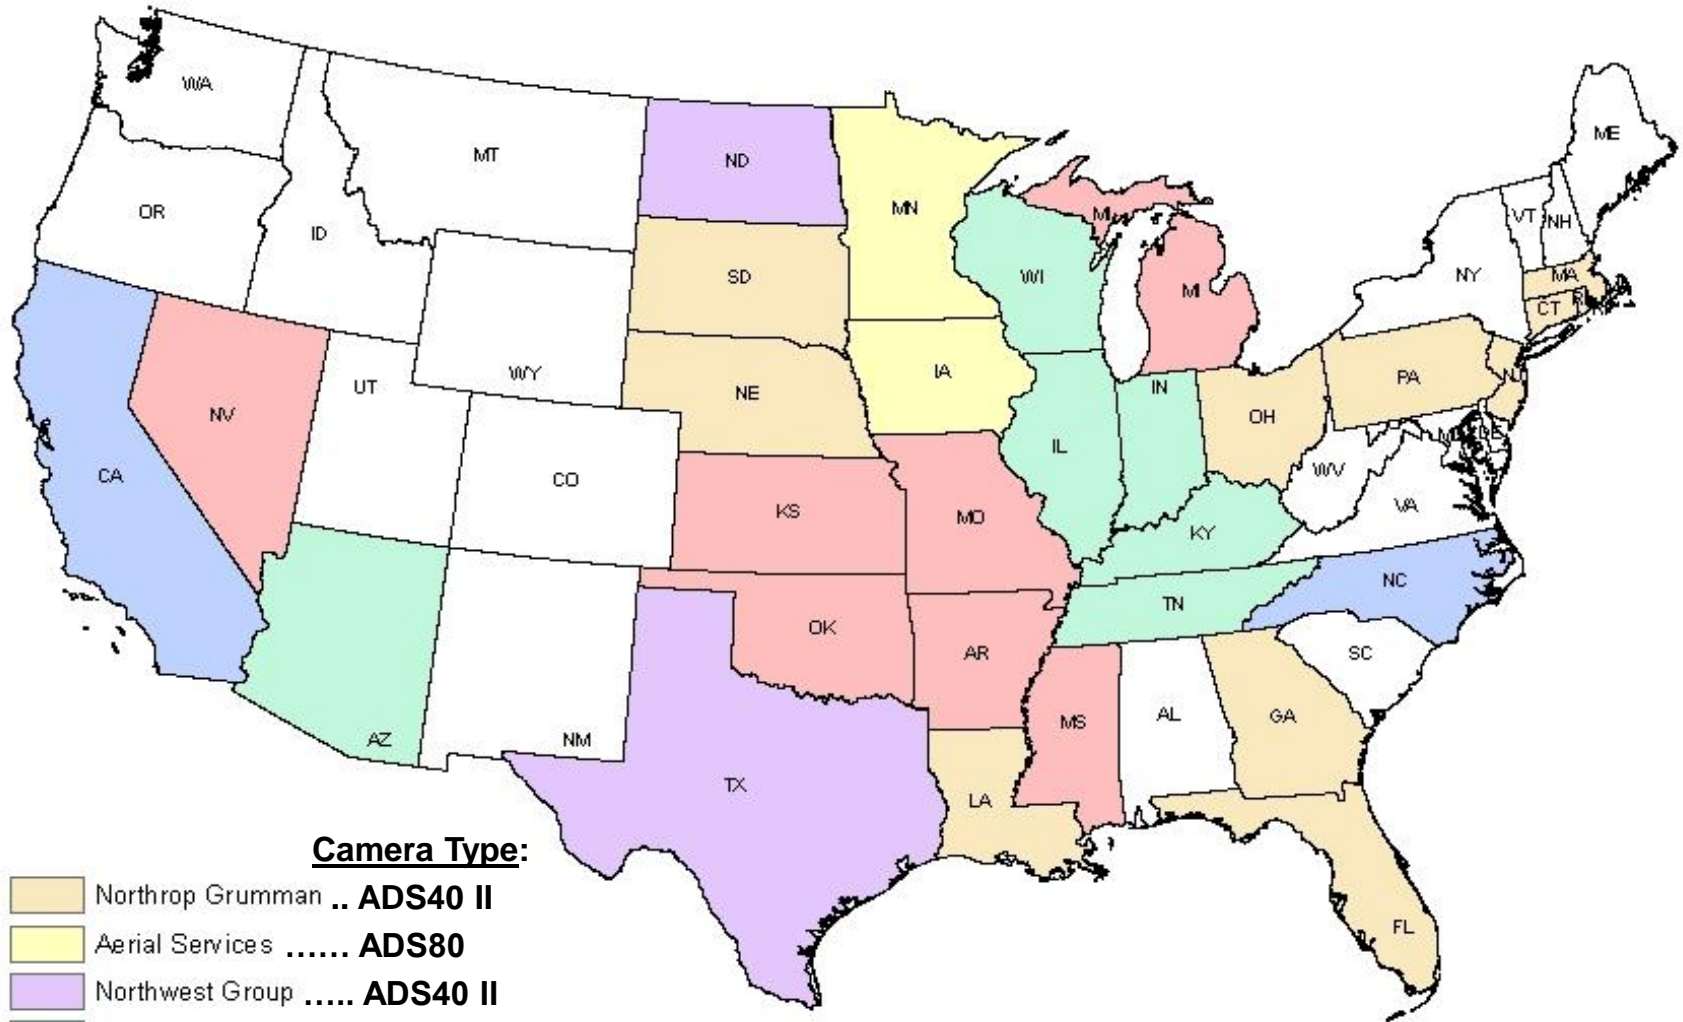 WA
MT
ND
ME
OR
ID
MN
MI
VT
NH
SD
WI
NY
MA
MI
CT
WY
UT
NE
IA
IN
PA
NJ
NV
OH
CA
CO
IL
WV
KS
MO
KY
VA
NC
TN
OK
AR
SC
AZ
NM
MS
AL
GA
TX
LA
FL
Camera Type:
Northrop Grumman .. ADS40 II
Aerial Services ...... ADS80
Northwest Group ..... ADS40 II